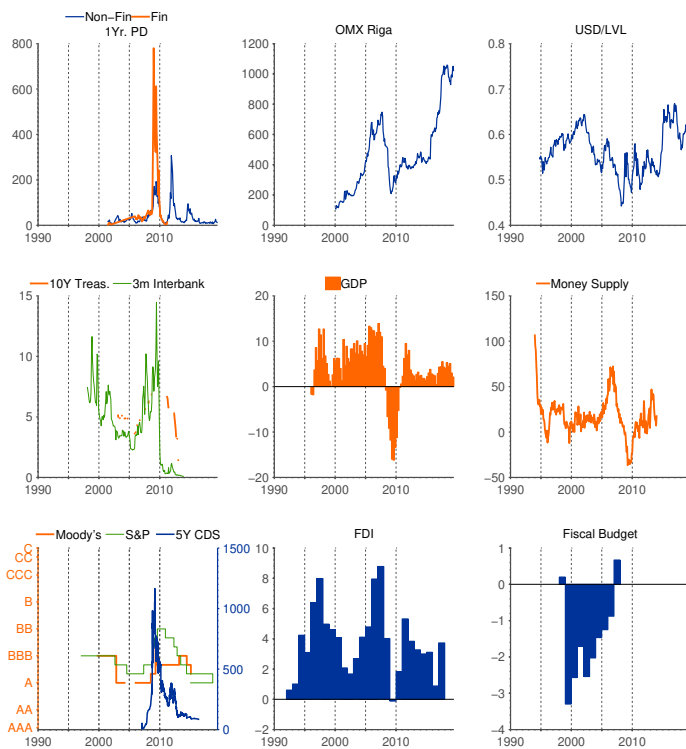 Non-Fin Fin
1Yr. PD
OMX Riga
USD/LVL
800
600
400
200
0
1990 2000 2010
1200
1000
800
600
400
200
0
1990 2000 2010
0.8
0.7
0.6
0.5
0.4
1990 2000 2010
10Y Treas. 3m Interbank
GDP
Money Supply
15
10
5
0
1990 2000 2010
20
10
0
−10
−20
1990 2000 2010
150
100
50
0
−50
1990 2000 2010
Moody's S&P 5Y CDS
FDI
Fiscal Budget
C
CC
CCC
B
BB
BBB
A
AA
AAA
1500
1000
500
0
1990 2000 2010
10
8
6
4
2
0
−2
1990 2000 2010
1
0
−1
−2
−3
−4
1990 2000 2010